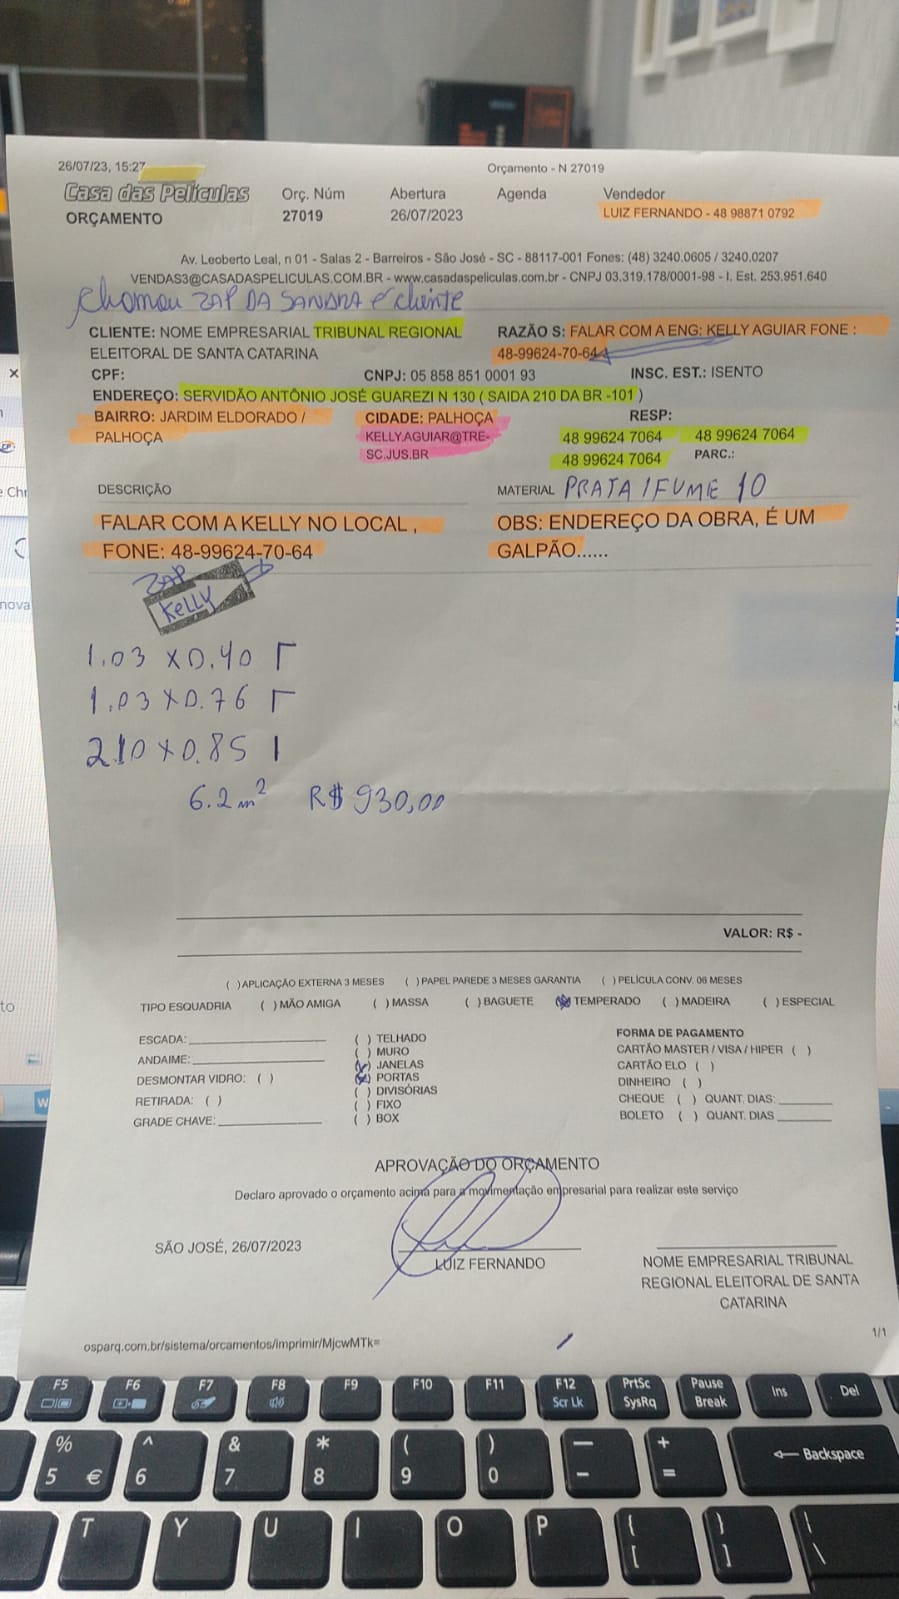 26/07/23, 15:27
Orçamento - N 27019
Casa das Películas
ORÇAMENTO
Orç. Núm
27019
Abertura
26/07/2023
Agenda
Vendedor
LUIZ FERNANDO - 48 98871 0792
Av. Leoberto Leal, n 01 - Salas 2 - Barreiros - São José - SC - 88117-001 Fones: (48) 3240.0605 / 3240.0207
VENDAS3@CASADASPELICULAS.COM.BR - www.casadaspeliculas.com.br - CNPJ 03.319.178/0001-98 - I. Est. 253.951.640
Chamou ZAP DA SANDRA é cliente
CLIENTE: NOME EMPRESARIAL TRIBUNAL REGIONAL
ELEITORAL DE SANTA CATARINA
RAZÃO S: FALAR COM A ENG: KELLY AGUIAR FONE :
48-99624-70-64
CPF:
CNPJ: 05 858 851 0001 93
INSC. EST.: ISENTO
ENDEREÇO: SERVIDÃO ANTÔNIO JOSÉ GUAREZI N 130 ( SAIDA 210 DA BR -101 )
BAIRRO: JARDIM ELDORADO /
PALHOÇA
CIDADE: PALHOÇA
KELLY.AGUIAR@TRE-
SC.JUS.BR
RESP:
48 99624 7064 48 99624 7064
48 99624 7064 PARC.:
DESCRIÇÃO
MATERIAL PRATA / FUME 10
FALAR COM A KELLY NO LOCAL ,
FONE: 48-99624-70-64
OBS: ENDEREÇO DA OBRA, É UM
GALPÃO......
ZAP
KELLY
1.03 X 0.40
1.03 X 0.76
2.10 X 0.85
6.2 m² R$ 930,00
VALOR: R$ -
( )APLICAÇÃO EXTERNA 3 MESES ( )PAPEL PAREDE 3 MESES GARANTIA ( )PELÍCULA CONV. 06 MESES
TIPO ESQUADRIA ( )MÃO AMIGA ( )MASSA ( )BAGUETE (X)TEMPERADO ( )MADEIRA ( )ESPECIAL
ESCADA:
ANDAIME:
DESMONTAR VIDRO: ( )
RETIRADA: ( )
GRADE CHAVE:
( ) TELHADO
( ) MURO
(X) JANELAS
(X) PORTAS
( ) DIVISÓRIAS
( ) FIXO
( ) BOX
FORMA DE PAGAMENTO
CARTÃO MASTER / VISA / HIPER ( )
CARTÃO ELO ( )
DINHEIRO ( )
CHEQUE ( ) QUANT. DIAS:
BOLETO ( ) QUANT. DIAS
APROVAÇÃO DO ORÇAMENTO
Declaro aprovado o orçamento acima para a movimentação empresarial para realizar este serviço
SÃO JOSÉ, 26/07/2023
LUIZ FERNANDO
NOME EMPRESARIAL TRIBUNAL
REGIONAL ELEITORAL DE SANTA
CATARINA
osparq.com.br/sistema/orcamentos/imprimir/MjcwMTk=
1/1
F5 F6 F7 F8 F9 F10 F11 F12 Scr Lk PrtSc SysRq Pause Break Ins Del
% 5 € ^ 6 & 7 * 8 ( 9 ) 0 — - + = Backspace
T Y U I O P { [ } ] | \